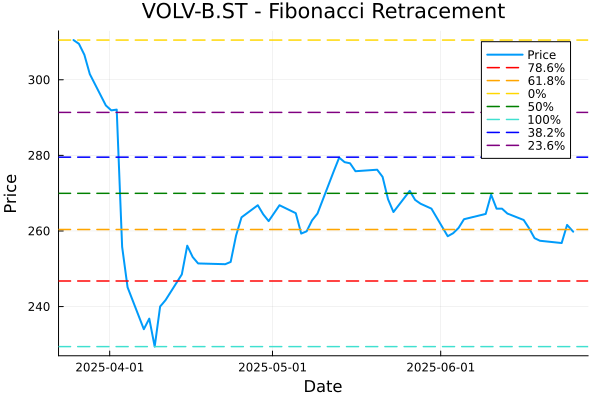 VOLV-B.ST - Fibonacci Retracement
Price
78.6%
61.8%
0%
50%
100%
38.2%
23.6%
300
280
260
240
Price
2025-04-01 2025-05-01 2025-06-01
Date